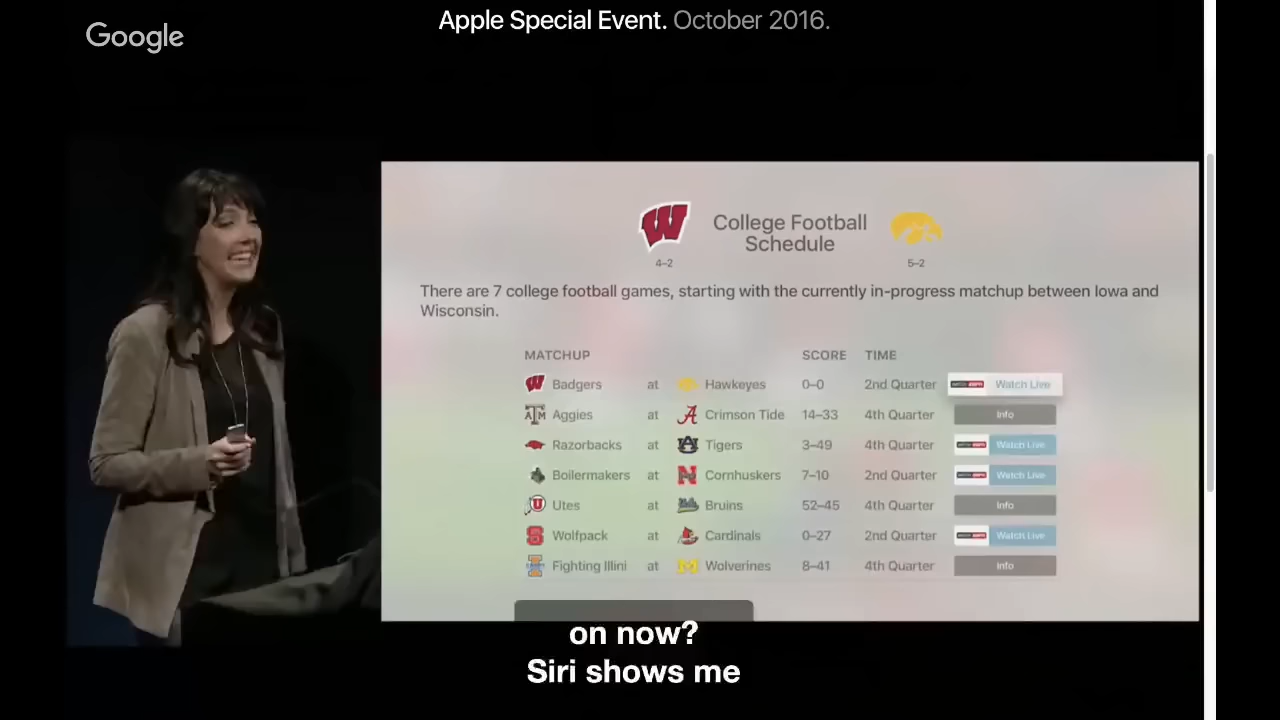 Apple Special Event. October 2016.
Google
College Football
Schedule
4–2
5–2
There are 7 college football games, starting with the currently in-progress matchup between Iowa and
Wisconsin.
MATCHUP SCORE TIME
Badgers at Hawkeyes 0–0 2nd Quarter Watch Live
Aggies at Crimson Tide 14–33 4th Quarter Info
Razorbacks at Tigers 3–49 4th Quarter Watch Live
Boilermakers at Cornhuskers 7–10 2nd Quarter Watch Live
Utes at Bruins 52–45 4th Quarter Info
Wolfpack at Cardinals 0–27 2nd Quarter Watch Live
Fighting Illini at Wolverines 8–41 4th Quarter Info
on now?
Siri shows me